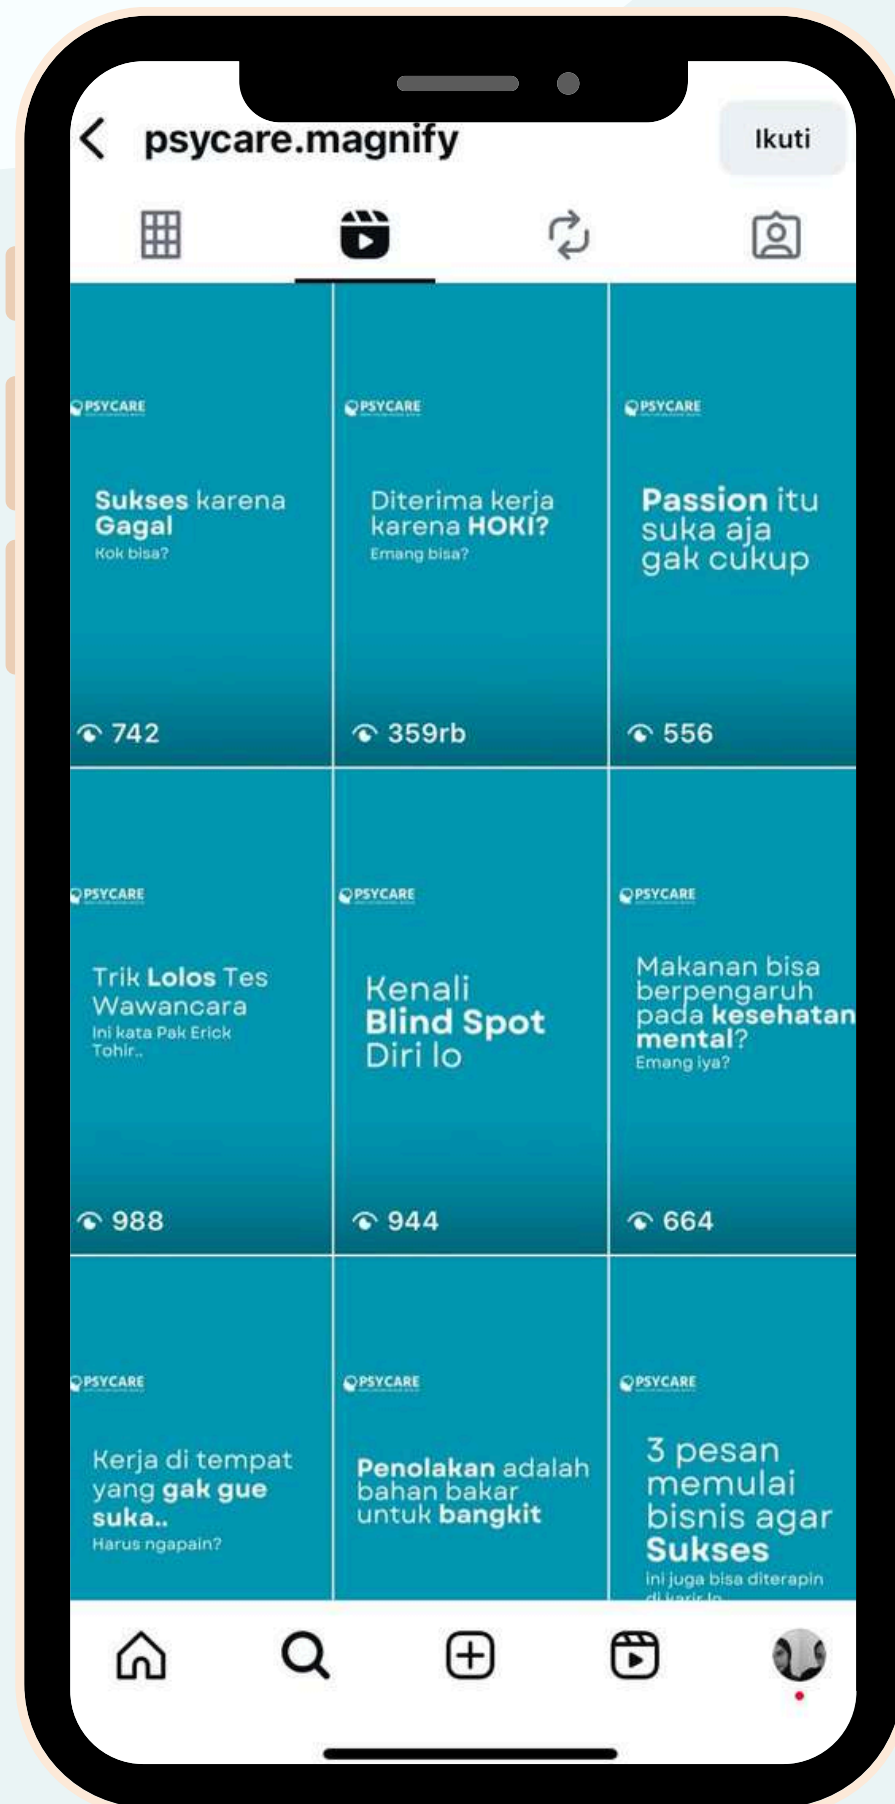 psycare.magnify
Ikuti
PSYCARE
Sukses karena
Gagal
Kok bisa?
742
PSYCARE
Diterima kerja
karena HOKI?
Emang bisa?
359rb
PSYCARE
Passion itu
suka aja
gak cukup
556
PSYCARE
Trik Lolos Tes
Wawancara
Ini kata Pak Erick
Tohir..
988
PSYCARE
Kenali
Blind Spot
Diri lo
944
PSYCARE
Makanan bisa
berpengaruh
pada kesehatan
mental?
Emang iya?
664
PSYCARE
Kerja di tempat
yang gak gue
suka..
Harus ngapain?
PSYCARE
Penolakan adalah
bahan bakar
untuk bangkit
PSYCARE
3 pesan
memulai
bisnis agar
Sukses
ini juga bisa diterapin
di karir lo